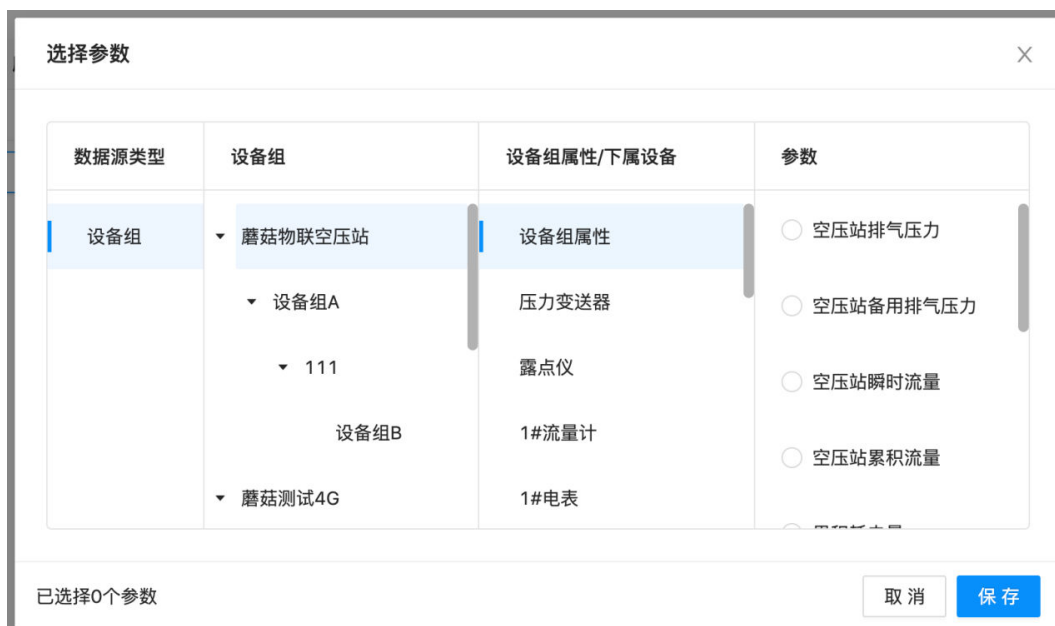 选择参数
数据源类型 设备组 设备组属性/下属设备 参数
设备组 蘑菇物联空压站 设备组属性 空压站排气压力
设备组A 压力变送器 空压站备用排气压力
111 露点仪 空压站瞬时流量
设备组B 1#流量计 空压站累积流量
蘑菇测试4G 1#电表
已选择0个参数 取消 保存